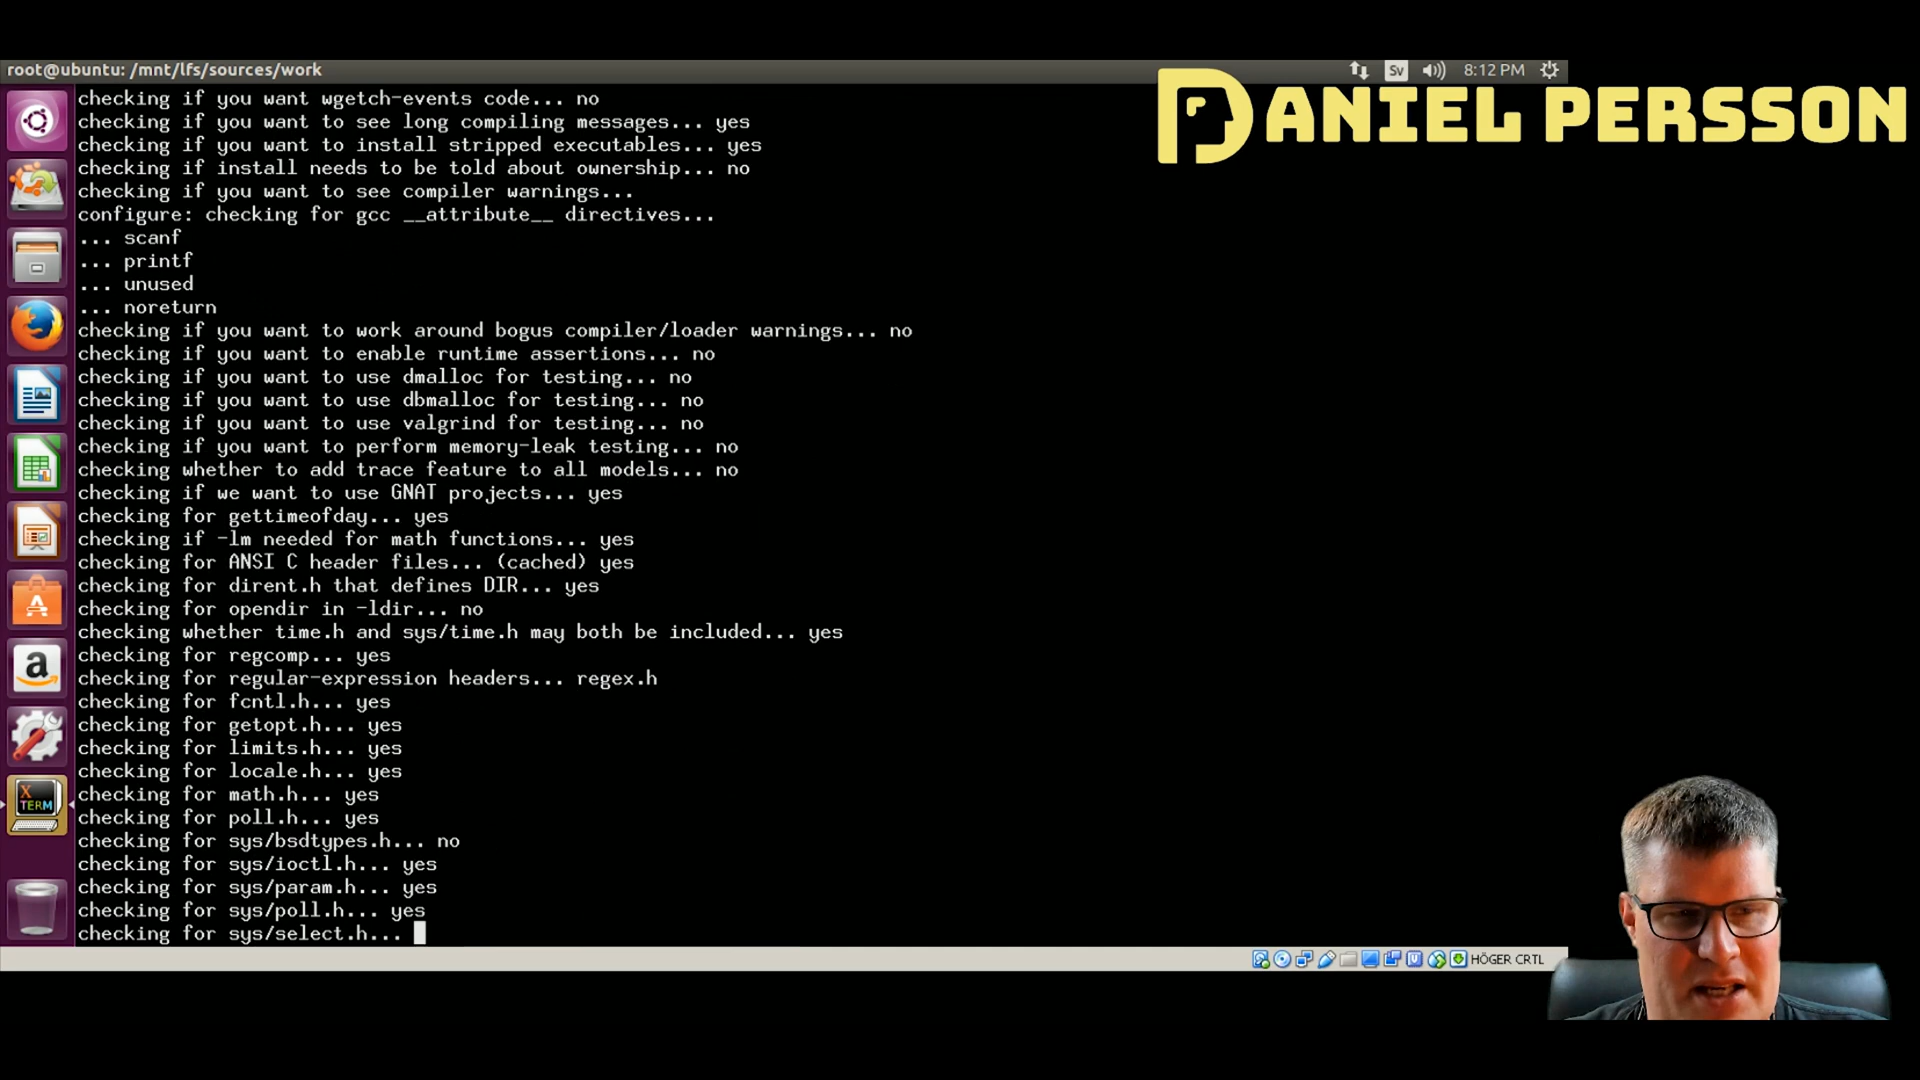 root@ubuntu: /mnt/lfs/sources/work
Sv
8:12 PM
DANIEL PERSSON
checking if you want wgetch-events code... no
checking if you want to see long compiling messages... yes
checking if you want to install stripped executables... yes
checking if install needs to be told about ownership... no
checking if you want to see compiler warnings...
configure: checking for gcc __attribute__ directives...
... scanf
... printf
... unused
... noreturn
checking if you want to work around bogus compiler/loader warnings... no
checking if you want to enable runtime assertions... no
checking if you want to use dmalloc for testing... no
checking if you want to use dbmalloc for testing... no
checking if you want to use valgrind for testing... no
checking if you want to perform memory-leak testing... no
checking whether to add trace feature to all models... no
checking if we want to use GNAT projects... yes
checking for gettimeofday... yes
checking if -lm needed for math functions... yes
checking for ANSI C header files... (cached) yes
checking for dirent.h that defines DIR... yes
checking for opendir in -ldir... no
checking whether time.h and sys/time.h may both be included... yes
checking for regcomp... yes
checking for regular-expression headers... regex.h
checking for fcntl.h... yes
checking for getopt.h... yes
checking for limits.h... yes
checking for locale.h... yes
checking for math.h... yes
checking for poll.h... yes
checking for sys/bsdtypes.h... no
checking for sys/ioctl.h... yes
checking for sys/param.h... yes
checking for sys/poll.h... yes
checking for sys/select.h...
A
a
X
TERM
HÖGER CRTL